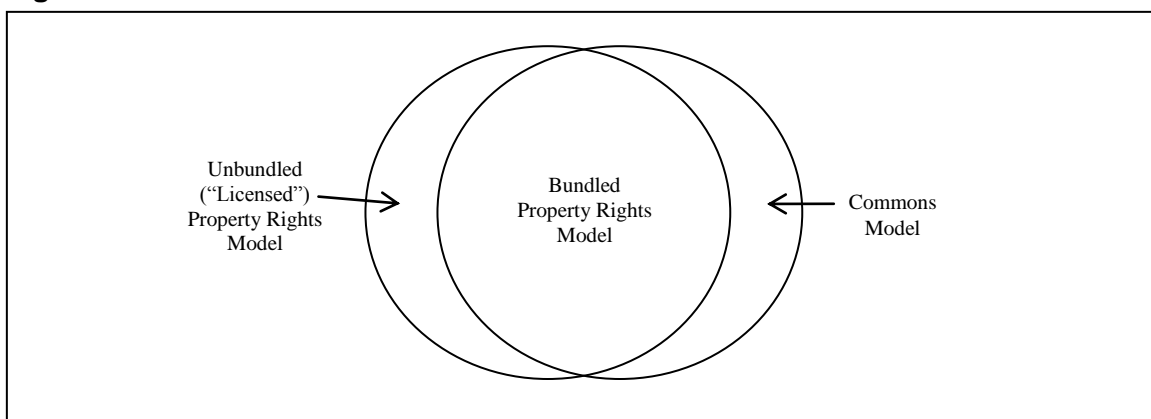 Unbundled
("Licensed")
Property Rights
Model
Bundled
Property Rights
Model
Commons
Model